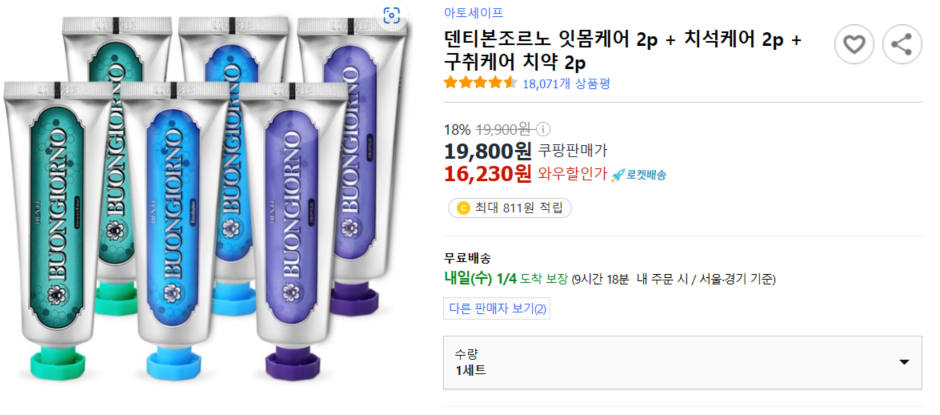 아토세이프
덴티본조르노 잇몸케어 2p + 치석케어 2p +
구취케어 치약 2p
18,071개 상품평
18% 19,900원
19,800원 쿠팡판매가
16,230원 와우할인가 로켓배송
최대 811원 적립
무료배송
내일(수) 1/4 도착 보장 (9시간 18분 내 주문 시 / 서울·경기 기준)
다른 판매자 보기(2)
수량
1세트
BUONGIORNO
BUONGIORNO
BUONGIORNO
BUONGIORNO
BUONGIORNO
BUONGIORNO